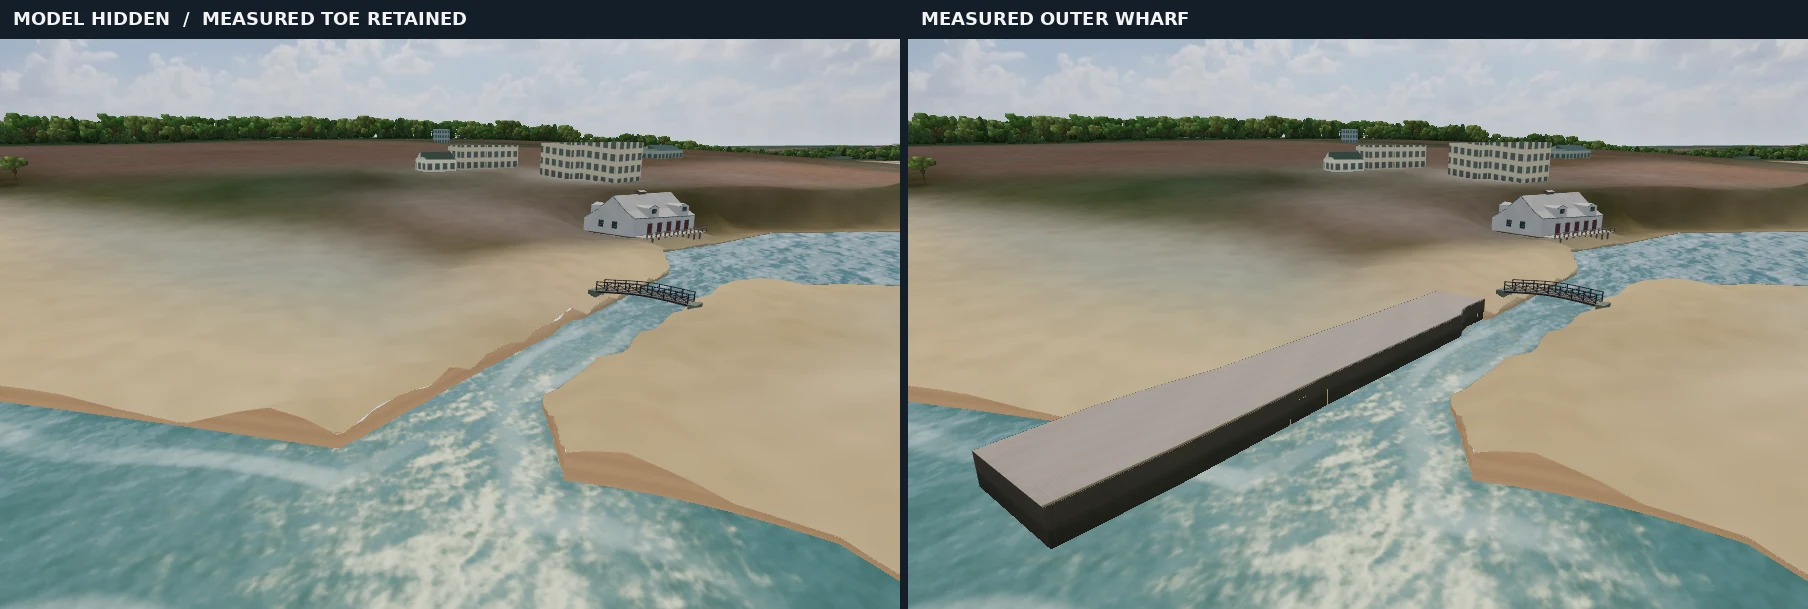 MODEL HIDDEN / MEASURED TOE RETAINED
MEASURED OUTER WHARF